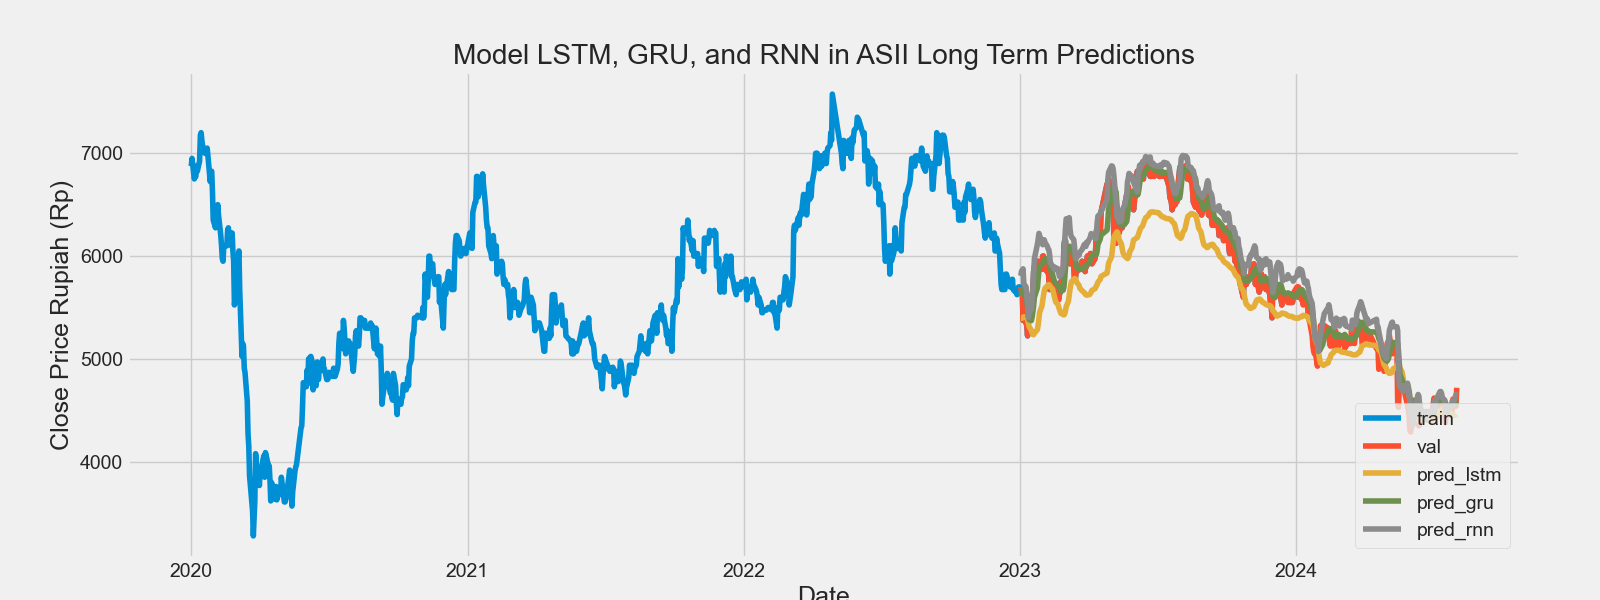 Model LSTM, GRU, and RNN in ASII Long Term Predictions
Close Price Rupiah (Rp)
7000
6000
5000
4000
train
val
pred_lstm
pred_gru
pred_rnn
2020 2021 2022 2023 2024
Date